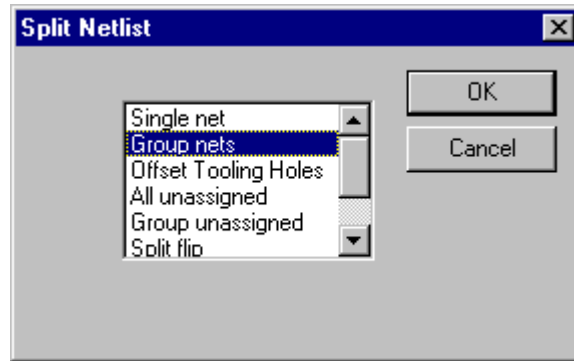 Split Netlist
Single net
Group nets
Offset Tooling Holes
All unassigned
Group unassigned
Split flip
OK
Cancel